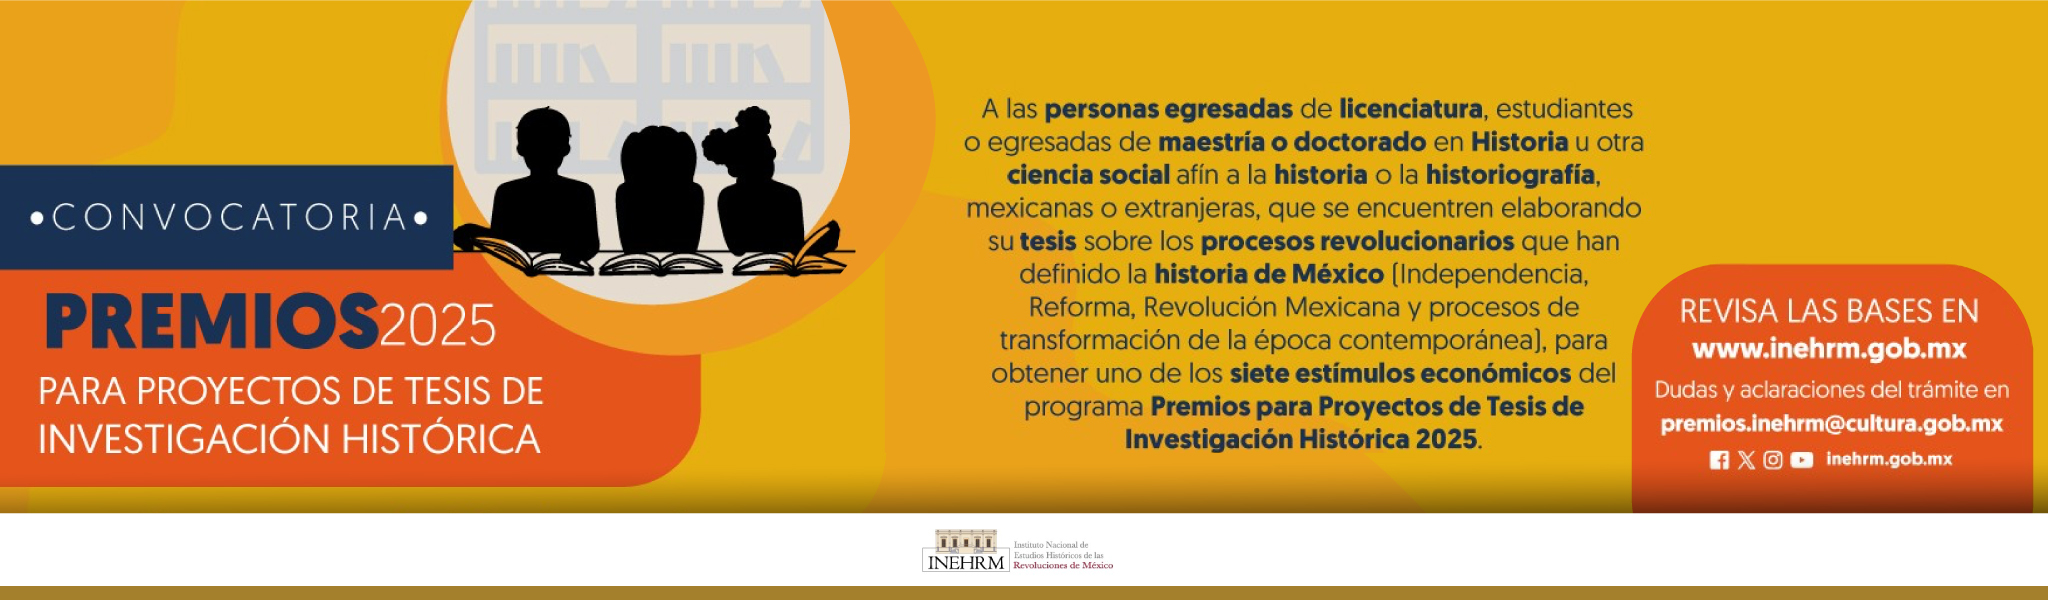 •CONVOCATORIA•
PREMIOS2025
PARA PROYECTOS DE TESIS DE
INVESTIGACIÓN HISTÓRICA
A las personas egresadas de licenciatura, estudiantes
o egresadas de maestría o doctorado en Historia u otra
ciencia social afín a la historia o la historiografía,
mexicanas o extranjeras, que se encuentren elaborando
su tesis sobre los procesos revolucionarios que han
definido la historia de México (Independencia,
Reforma, Revolución Mexicana y procesos de
transformación de la época contemporánea), para
obtener uno de los siete estímulos económicos del
programa Premios para Proyectos de Tesis de
Investigación Histórica 2025.
REVISA LAS BASES EN
www.inehrm.gob.mx
Dudas y aclaraciones del trámite en
premios.inehrm@cultura.gob.mx
inehrm.gob.mx
INEHRM
Instituto Nacional de
Estudios Históricos de las
Revoluciones de México